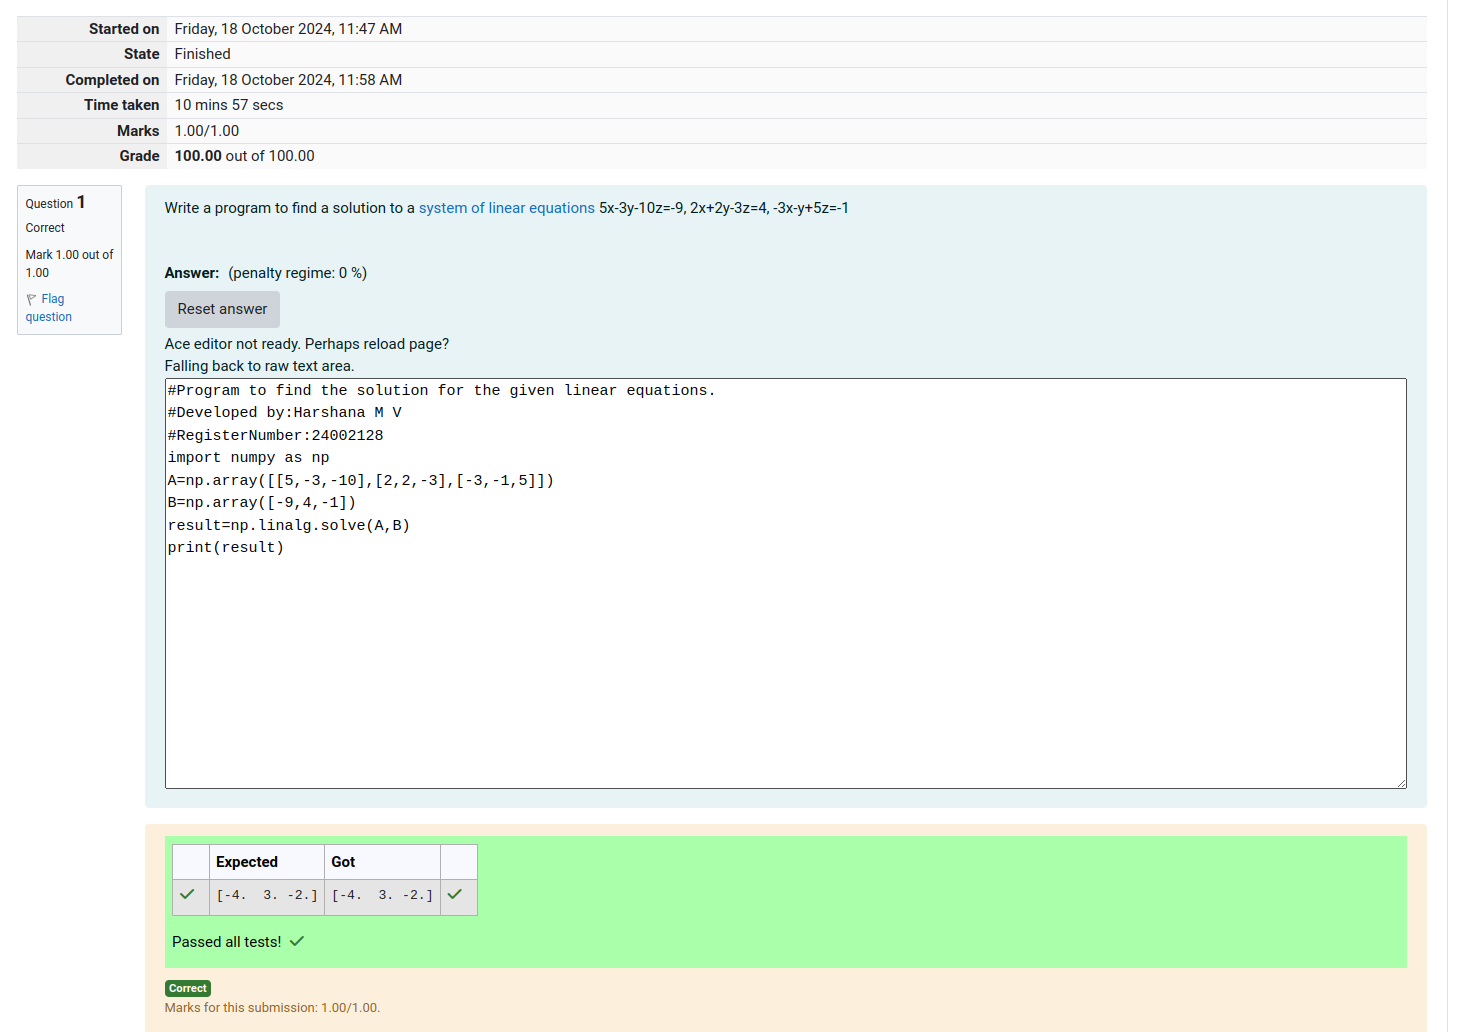 Started on Friday, 18 October 2024, 11:47 AM
State Finished
Completed on Friday, 18 October 2024, 11:58 AM
Time taken 10 mins 57 secs
Marks 1.00/1.00
Grade 100.00 out of 100.00
Question 1
Correct
Mark 1.00 out of
1.00
Flag
question
Write a program to find a solution to a system of linear equations 5x-3y-10z=-9, 2x+2y-3z=4, -3x-y+5z=-1
Answer: (penalty regime: 0 %)
Reset answer
Ace editor not ready. Perhaps reload page?
Falling back to raw text area.
#Program to find the solution for the given linear equations.
#Developed by:Harshana M V
#RegisterNumber:24002128
import numpy as np
A=np.array([[5,-3,-10],[2,2,-3],[-3,-1,5]])
B=np.array([-9,4,-1])
result=np.linalg.solve(A,B)
print(result)
Expected Got
[-4.  3. -2.] [-4.  3. -2.]
Passed all tests!
Correct
Marks for this submission: 1.00/1.00.